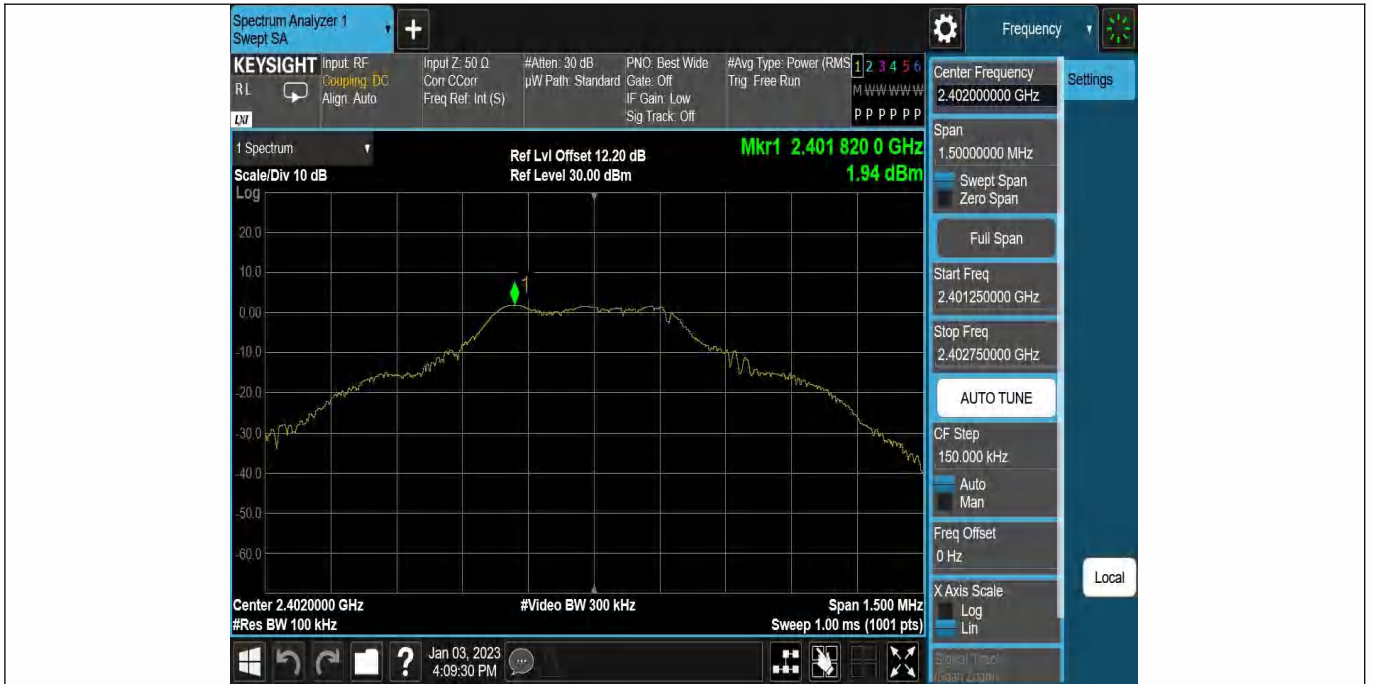 Spectrum Analyzer 1
Swept SA
+
Frequency
KEYSIGHT
RL
LXI
Input: RF
Coupling: DC
Align: Auto
Input Z: 50 Ω
Corr CCorr
Freq Ref: Int (S)
#Atten: 30 dB
µW Path: Standard
PNO: Best Wide
Gate: Off
IF Gain: Low
Sig Track: Off
#Avg Type: Power (RMS
Trig: Free Run
1 2 3 4 5 6
M W W W W W
P P P P P P
Center Frequency
2.402000000 GHz
Settings
1 Spectrum
Scale/Div 10 dB
Ref Lvl Offset 12.20 dB
Ref Level 30.00 dBm
Mkr1 2.401 820 0 GHz
1.94 dBm
Span
1.50000000 MHz
Swept Span
Zero Span
Full Span
Start Freq
2.401250000 GHz
Stop Freq
2.402750000 GHz
AUTO TUNE
CF Step
150.000 kHz
Auto
Man
Freq Offset
0 Hz
X Axis Scale
Log
Lin
Signal Track
(Span Zoom)
Local
Log
20.0
10.0
0.00
-10.0
-20.0
-30.0
-40.0
-50.0
-60.0
1
Center 2.4020000 GHz
#Res BW 100 kHz
#Video BW 300 kHz
Span 1.500 MHz
Sweep 1.00 ms (1001 pts)
?
Jan 03, 2023
4:09:30 PM